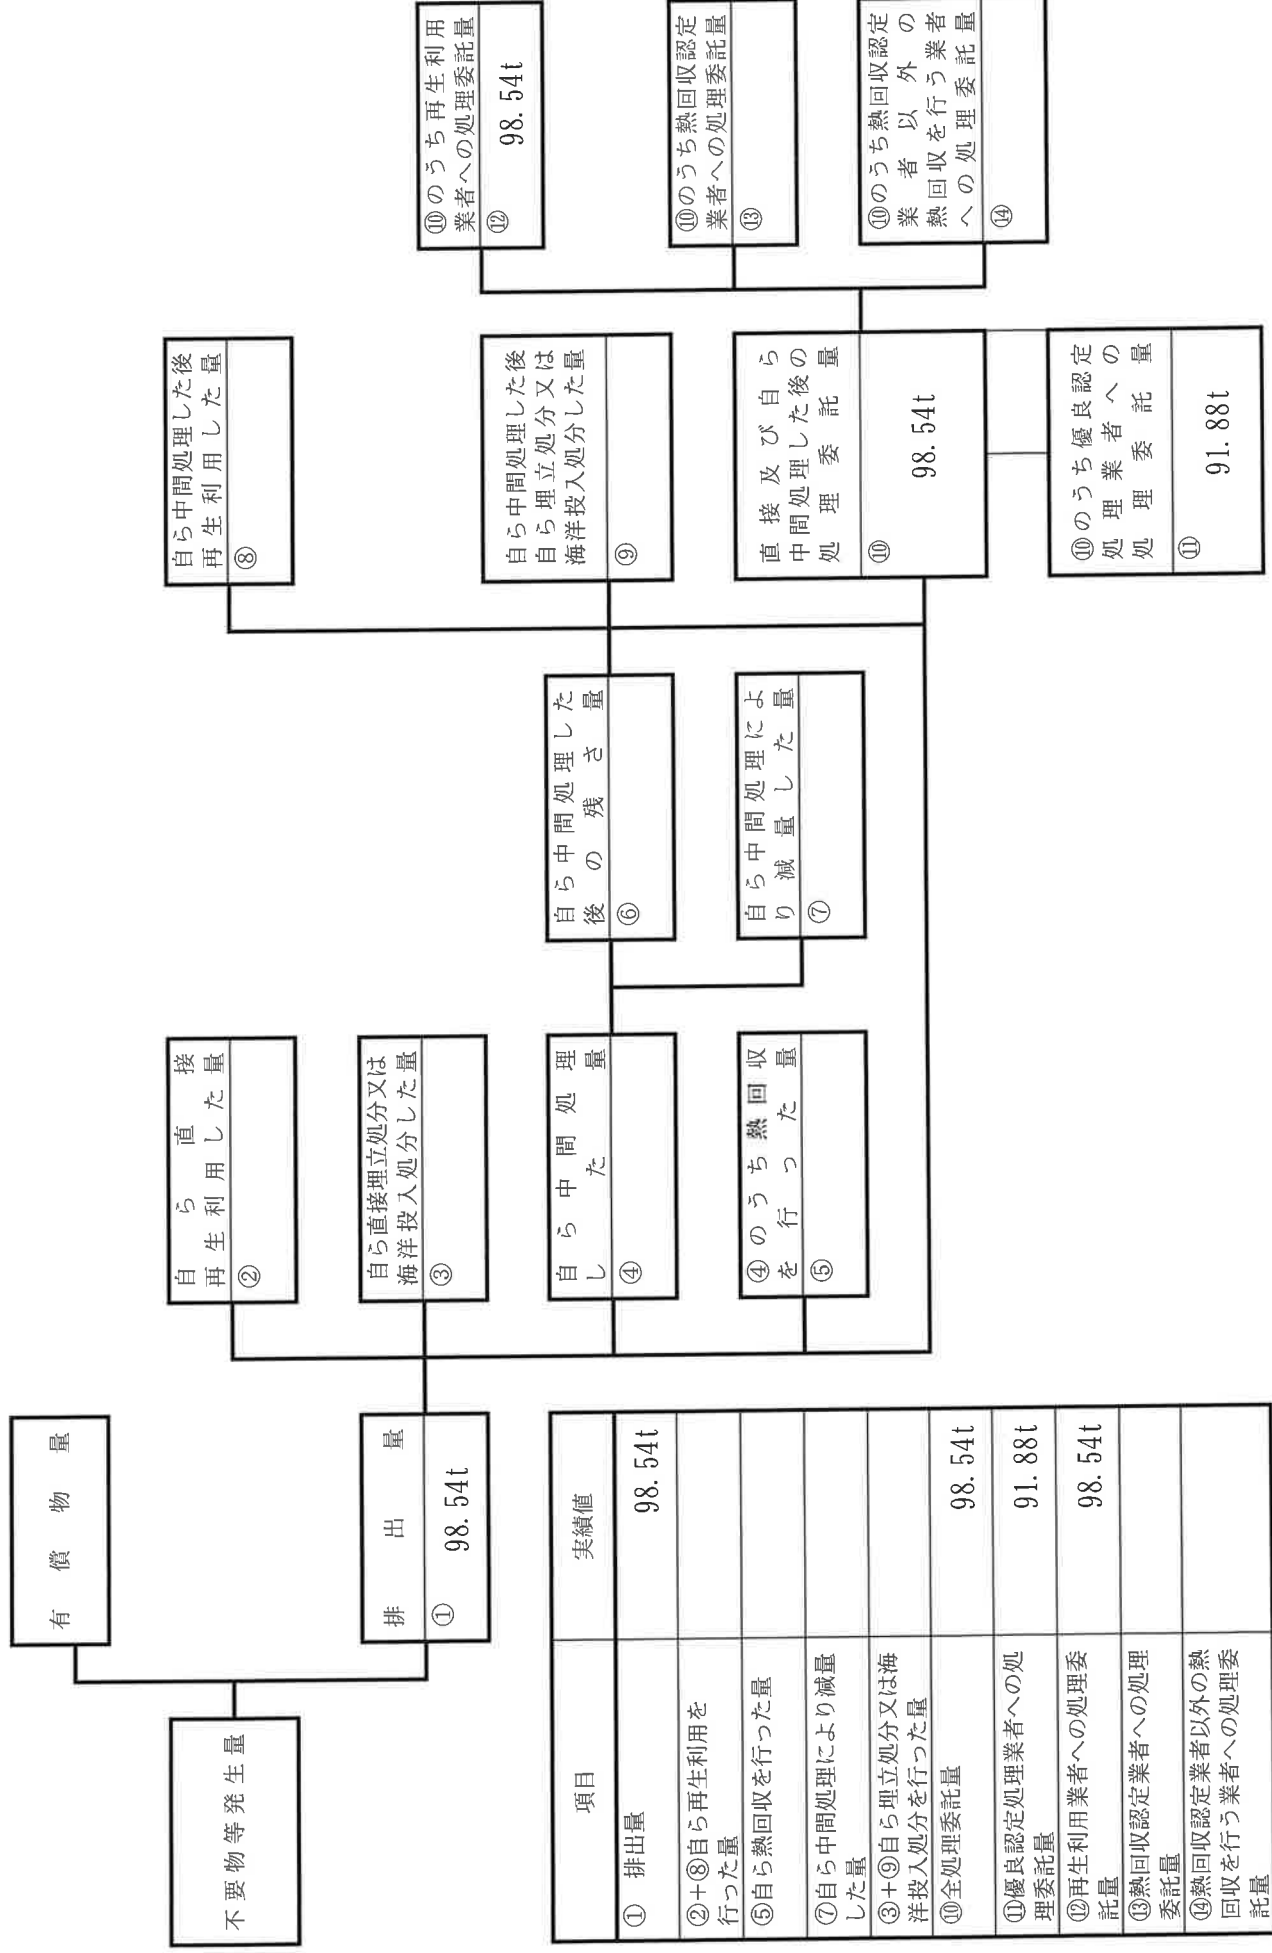 有償物量
不要物等発生量
排出量
① 98.54t
自ら直接
再生利用した量
②
自ら直接埋立処分又は
海洋投入処分した量
③
自ら中間処理
した量
④
④のうち熱回収
を行った量
⑤
自ら中間処理した
後の残さ量
⑥
自ら中間処理によ
り減量した量
⑦
自ら中間処理した後
再生利用した量
⑧
自ら中間処理した後
自ら埋立処分又は
海洋投入処分した量
⑨
直接及び自ら
中間処理した後の
処理委託量
⑩
98.54t
⑩のうち優良認定
処理業者への
処理委託量
⑪
91.88t
⑩のうち再生利用
業者への処理委託量
⑫
98.54t
⑩のうち熱回収認定
業者への処理委託量
⑬
⑩のうち熱回収認定
業者以外の
熱回収を行う業者
への処理委託量
⑭
項目 実績値
① 排出量 98.54t
②+⑧自ら再生利用を
行った量
⑤自ら熱回収を行った量
⑦自ら中間処理により減量
した量
③+⑨自ら埋立処分又は海
洋投入処分を行った量
⑩全処理委託量 98.54t
⑪優良認定処理業者への処
理委託量 91.88t
⑫再生利用業者への処理委
託量 98.54t
⑬熱回収認定業者への処理
委託量
⑭熱回収認定業者以外の熱
回収を行う業者への処理委
託量